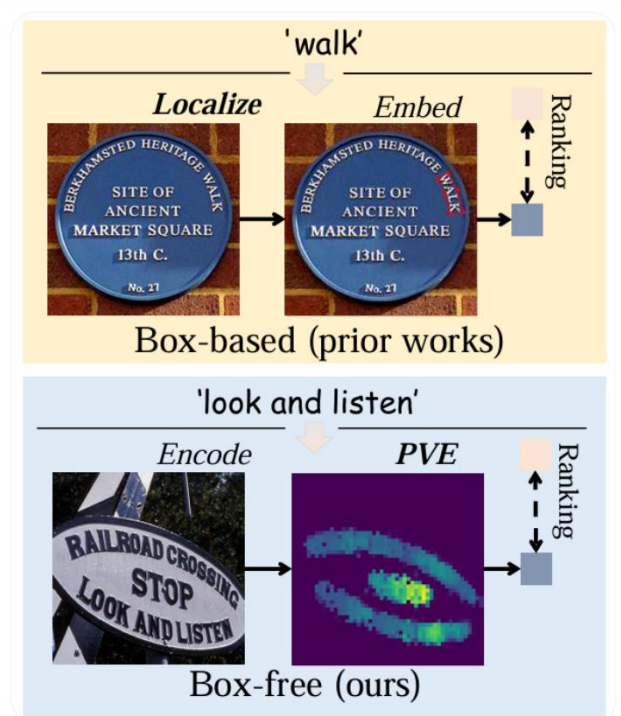 'walk'
Localize
Embed
Ranking
BERKHAMSTED HERITAGE WALK
SITE OF
ANCIENT
MARKET SQUARE
13th C.
No. 27
BERKHAMSTED HERITAGE WALK
SITE OF
ANCIENT
MARKET SQUARE
13th C.
No. 27
Box-based (prior works)
'look and listen'
Encode
PVE
Ranking
RAILROAD CROSSING
STOP
LOOK AND LISTEN
Box-free (ours)